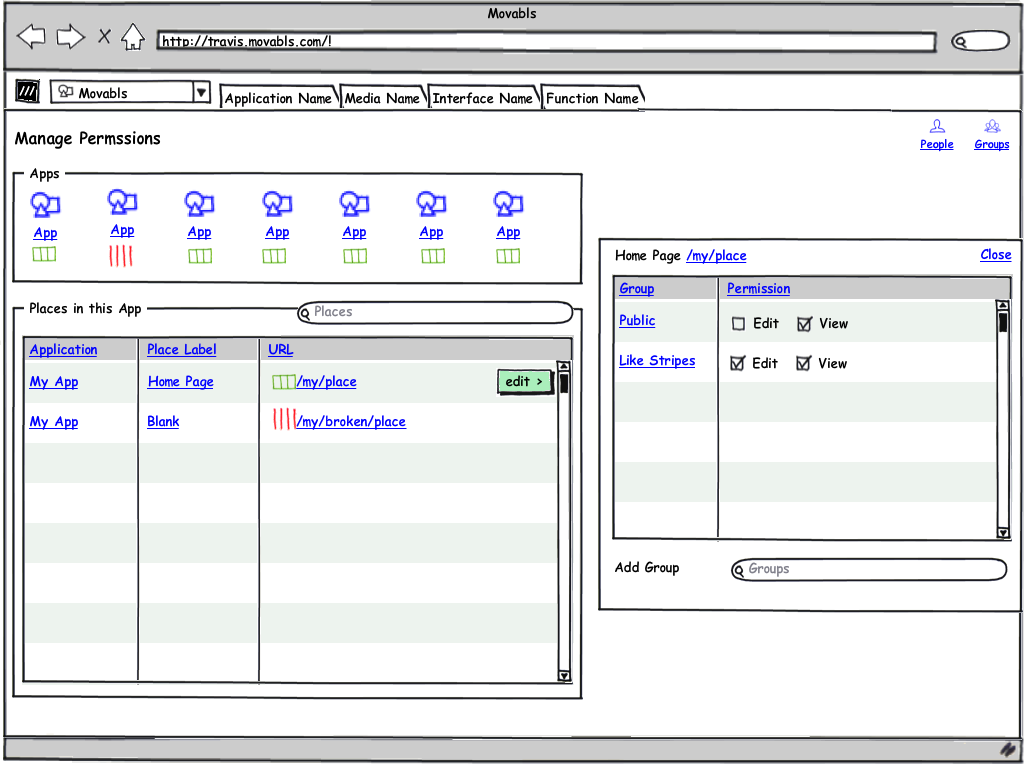 Movabls
http://travis.movabls.com/!
Movabls
Application Name
Media Name
Interface Name
Function Name
Manage Permssions
People
Groups
Apps
App
App
App
App
App
App
App
Places in this App
Places
Application
Place Label
URL
My App
Home Page
/my/place
edit >
My App
Blank
/my/broken/place
Home Page /my/place
Close
Group
Permission
Public
Edit
View
Like Stripes
Edit
View
Add Group
Groups